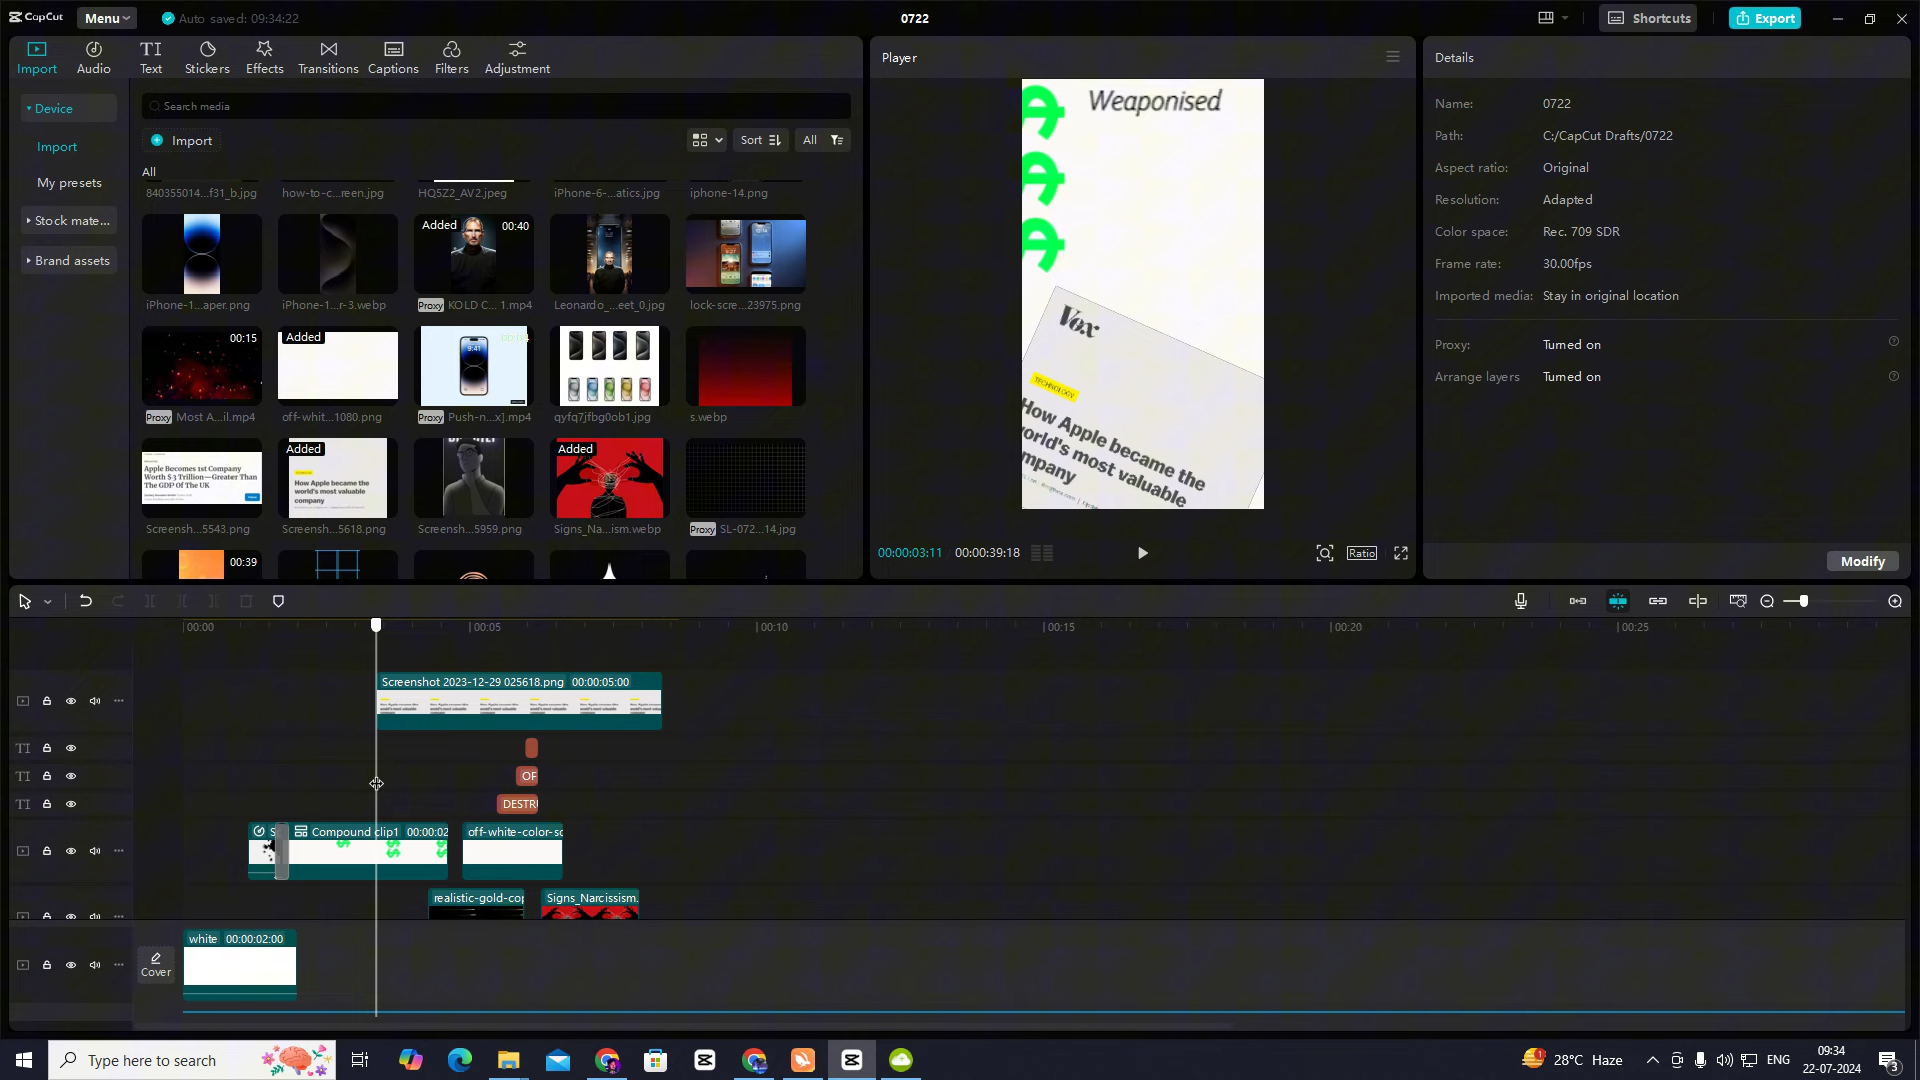 CapCut
Menu
Auto saved: 09:34:22
0722
Shortcuts
Export
Import
Audio
TI
Text
Stickers
Effects
Transitions
Captions
Filters
Adjustment
Player
Details
Device
Import
My presets
Stock mate...
Brand assets
Search media
Import
Sort
All
All
840355014...f31_b.jpg
how-to-c...reen.jpg
HQ5Z2_AV2.jpeg
iPhone-6-...atics.jpg
iphone-14.png
Added
00:40
iPhone-1...aper.png
iPhone-1...r-3.webp
Proxy
KOLD C... 1.mp4
Leonardo_...eet_0.jpg
lock-scre...23975.png
00:15
Added
9:41
Proxy
Most A...il.mp4
off-whit...1080.png
Proxy
Push-n...x].mp4
qyfq7jfbg0ob1.jpg
s.webp
Apple Becomes 1st Company
Worth $3 Trillion—Greater Than
The GDP Of The UK
Added
How Apple became the
world's most valuable
company
Added
Screensh...5543.png
Screensh...5618.png
Screensh...5959.png
Signs_Na...ism.webp
Proxy
SL-072...14.jpg
00:39
Weaponised
Vox
TECHNOLOGY
How Apple became the
world's most valuable
mpany
00:00:03:11
00:00:39:18
Ratio
Name:
0722
Path:
C:/CapCut Drafts/0722
Aspect ratio:
Original
Resolution:
Adapted
Color space:
Rec. 709 SDR
Frame rate:
30.00fps
Imported media:
Stay in original location
Proxy:
Turned on
Arrange layers
Turned on
Modify
00:00
00:05
00:10
00:15
00:20
00:25
Screenshot 2023-12-29 025618.png 00:00:05:00
TI
TI
OF
TI
DESTR
S
Compound clip1 00:00:02
off-white-color-so
realistic-gold-cop
Signs_Narcissism.
white 00:00:02:00
Cover
Type here to search
28°C Haze
ENG
09:34
22-07-2024
3